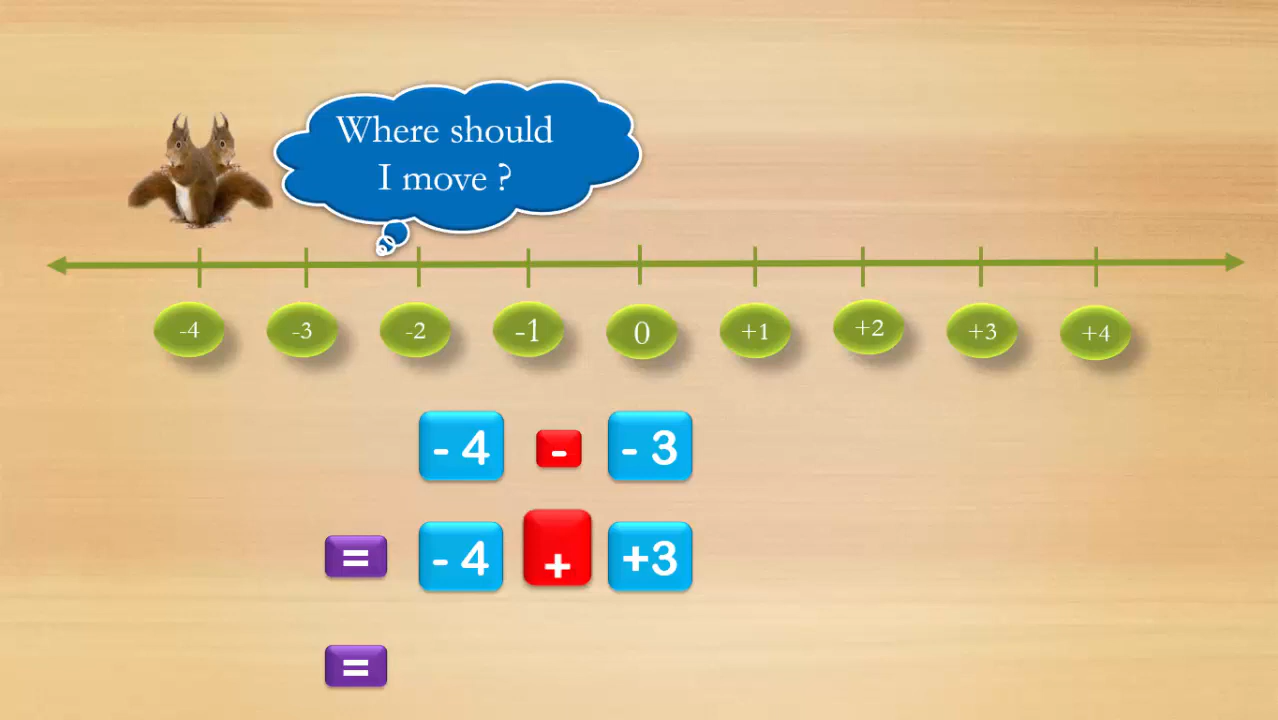 Where should
I move ?
-4 -3 -2 -1 0 +1 +2 +3 +4
- 4 - - 3
= - 4 + +3
=